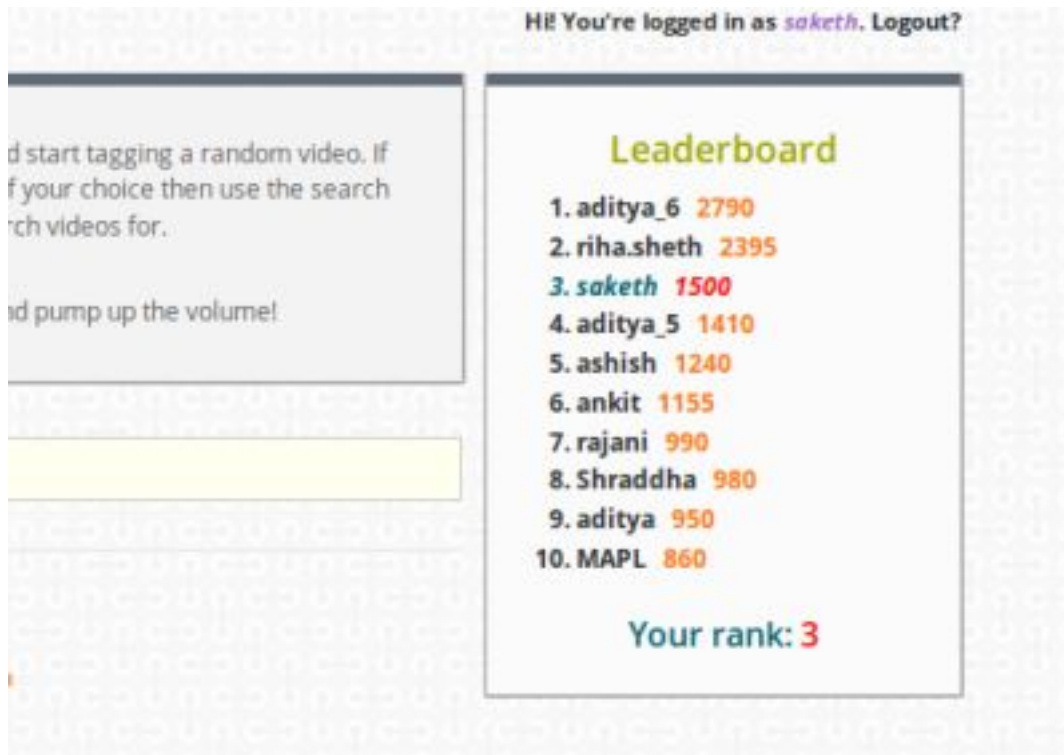 Hi! You're logged in as saketh. Logout?
start tagging a random video. If
your choice then use the search
videos for.
pump up the volume!
Leaderboard
1. aditya_6 2790
2. riha.sheth 2395
3. saketh 1500
4. aditya_5 1410
5. ashish 1240
6. ankit 1155
7. rajani 990
8. Shraddha 980
9. aditya 950
10. MAPL 860
Your rank: 3